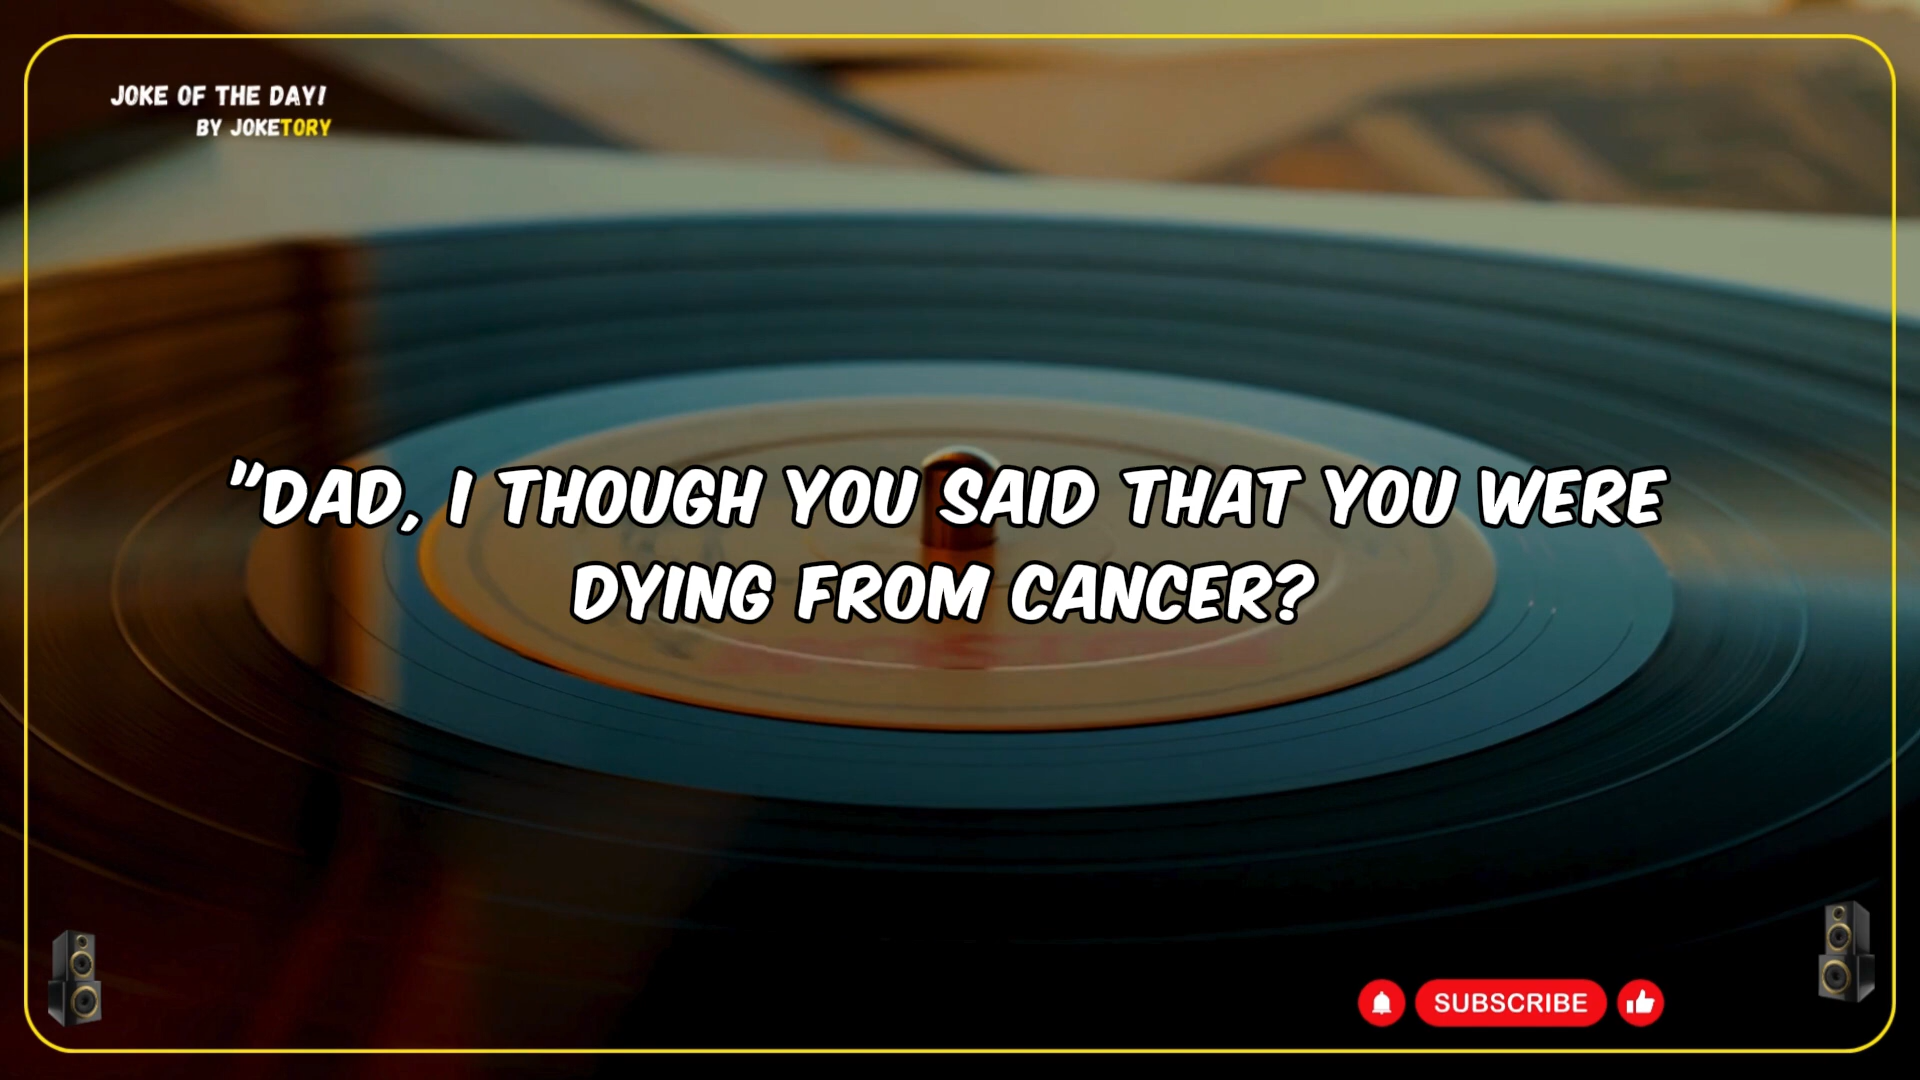 JOKE OF THE DAY!
BY JOKETORY
"DAD, I THOUGH YOU SAID THAT YOU WERE
DYING FROM CANCER?
SUBSCRIBE